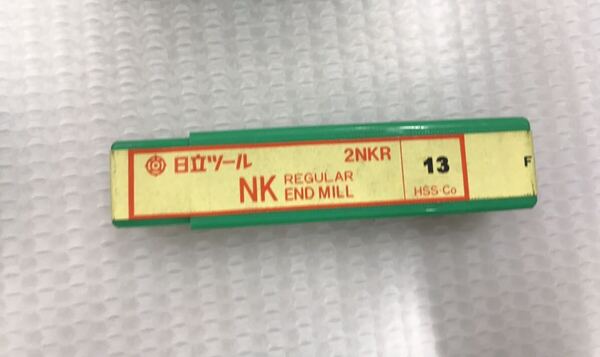 日立ツール
2NKR
NK REGULAR
END MILL
13
HSS-Co
F